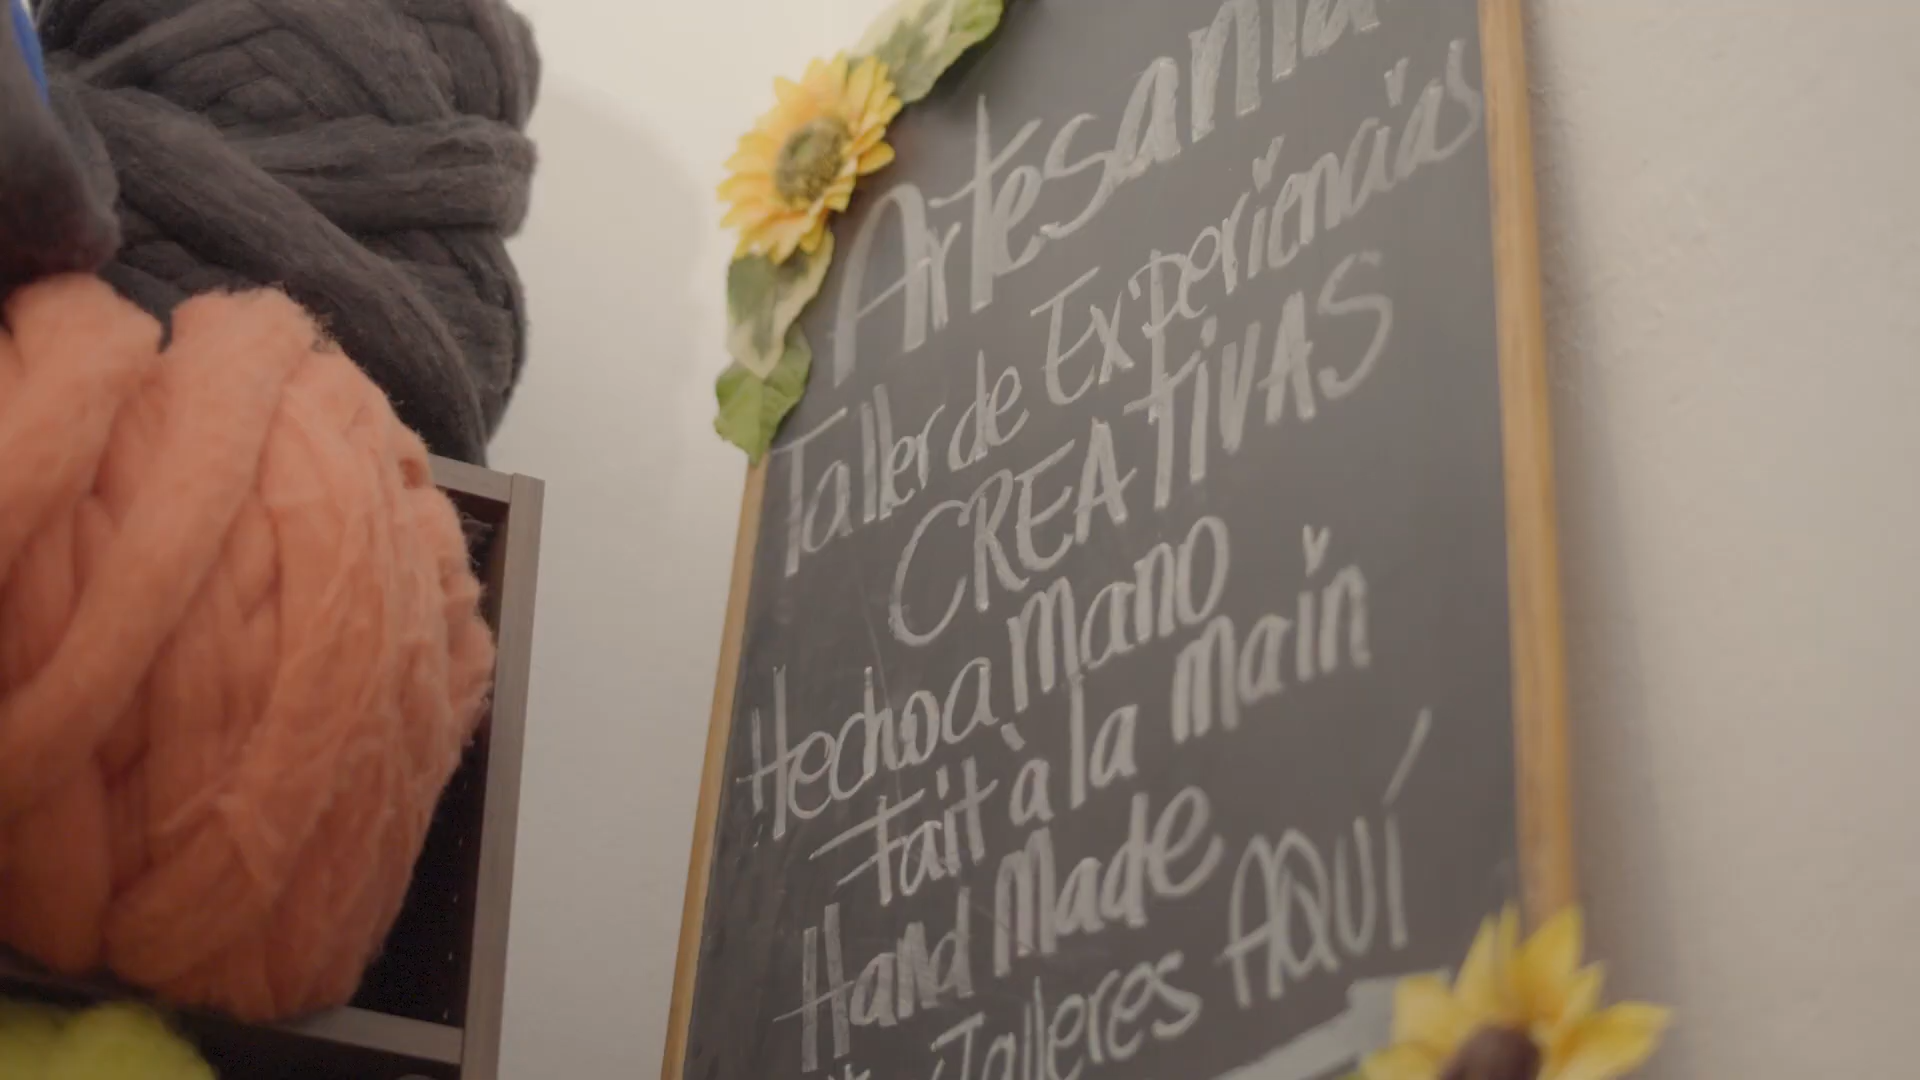 Artesanía
Taller de Experiencias
CREATIVAS
Hecho a mano
Fait à la main
Hand Made
Talleres AQUÍ